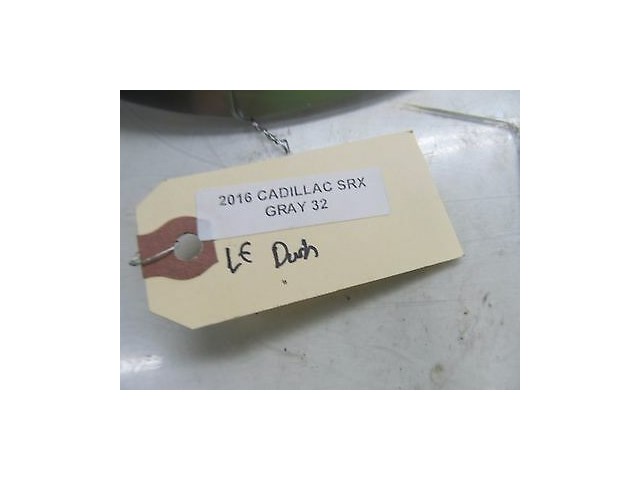 2016 CADILLAC SRX
GRAY 32
LF Dash